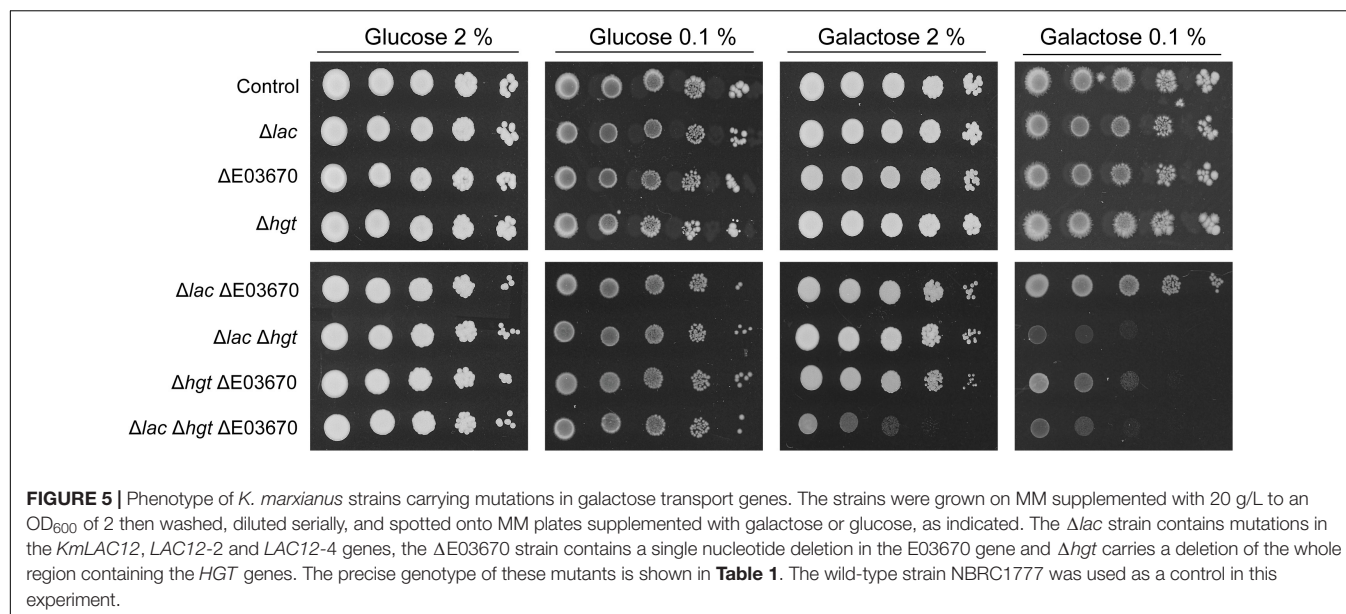 Glucose 2 % Glucose 0.1 % Galactose 2 % Galactose 0.1 %
Control
Δlac
ΔE03670
Δhgt
Δlac ΔE03670
Δlac Δhgt
Δhgt ΔE03670
Δlac Δhgt ΔE03670
FIGURE 5 | Phenotype of K. marxianus strains carrying mutations in galactose transport genes. The strains were grown on MM supplemented with 20 g/L to an
OD600 of 2 then washed, diluted serially, and spotted onto MM plates supplemented with galactose or glucose, as indicated. The Δlac strain contains mutations in
the KmLAC12, LAC12-2 and LAC12-4 genes, the ΔE03670 strain contains a single nucleotide deletion in the E03670 gene and Δhgt carries a deletion of the whole
region containing the HGT genes. The precise genotype of these mutants is shown in Table 1. The wild-type strain NBRC1777 was used as a control in this
experiment.